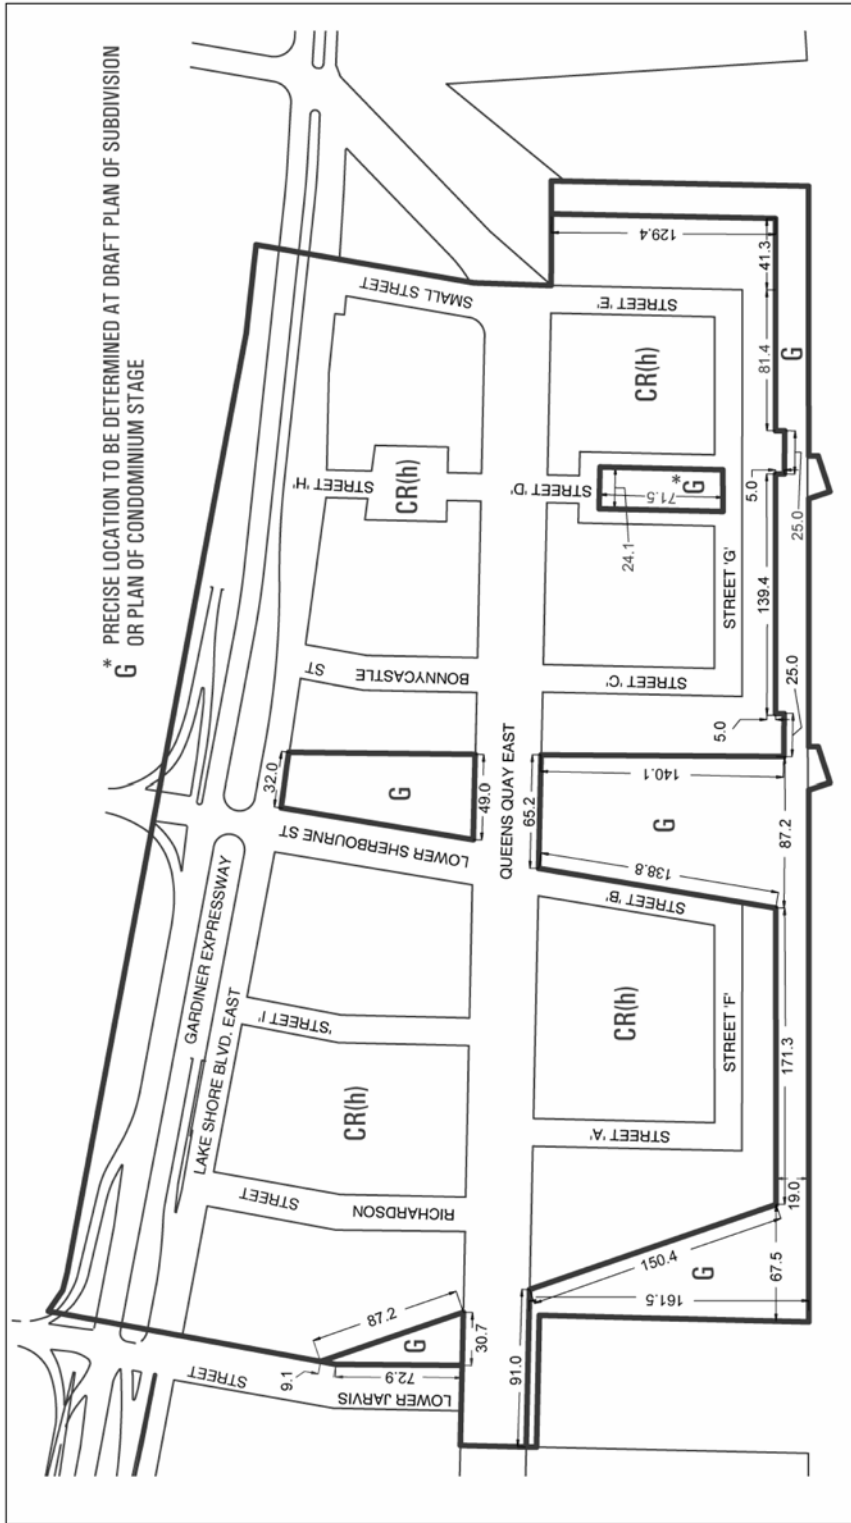 * PRECISE LOCATION TO BE DETERMINED AT DRAFT PLAN OF SUBDIVISION
G OR PLAN OF CONDOMINIUM STAGE
GARDINER EXPRESSWAY
LAKE SHORE BLVD. EAST
SMALL STREET
STREET 'H'
CR(h)
BONNYCASTLE ST
32.0
G
49.0
LOWER SHERBOURNE ST
'STREET I'
CR(h)
RICHARDSON STREET
87.2
G
9.1
72.9
30.7
LOWER JARVIS STREET
QUEENS QUAY EAST
129.4
41.3
STREET 'E'
CR(h)
81.4
G
STREET 'D'
71.5
G*
24.1
5.0
25.0
STREET 'G'
139.4
STREET 'C'
25.0
5.0
65.2
140.1
G
138.8
87.2
STREET 'B'
CR(h)
STREET 'F'
171.3
STREET 'A'
19.0
150.4
G
67.5
161.5
91.0